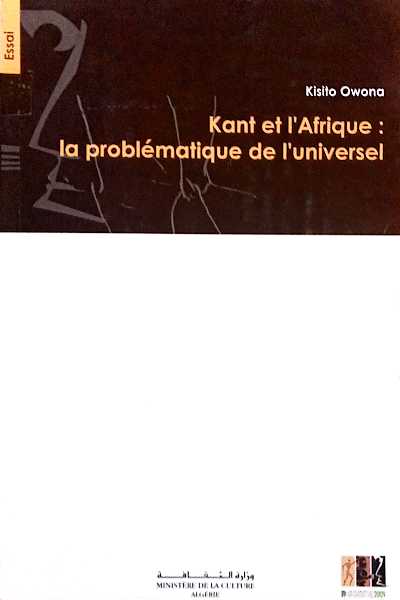 Essai
Kisito Owona
Kant et l'Afrique :
la problématique de l'universel
وزارة الثقافة
MINISTÈRE DE LA CULTURE
ALGÉRIE